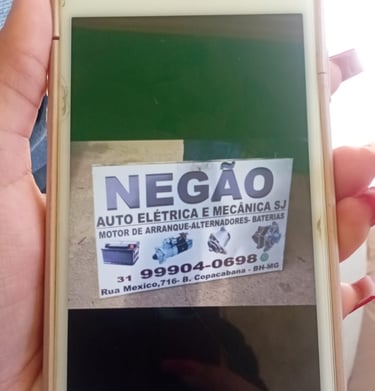 NEGÃO
AUTO ELÉTRICA E MECÂNICA SJ
MOTOR DE ARRANQUE-ALTERNADORES- BATERIAS
31 99904-0698
Rua Mexico,716- B. Copacabana - BH-MG